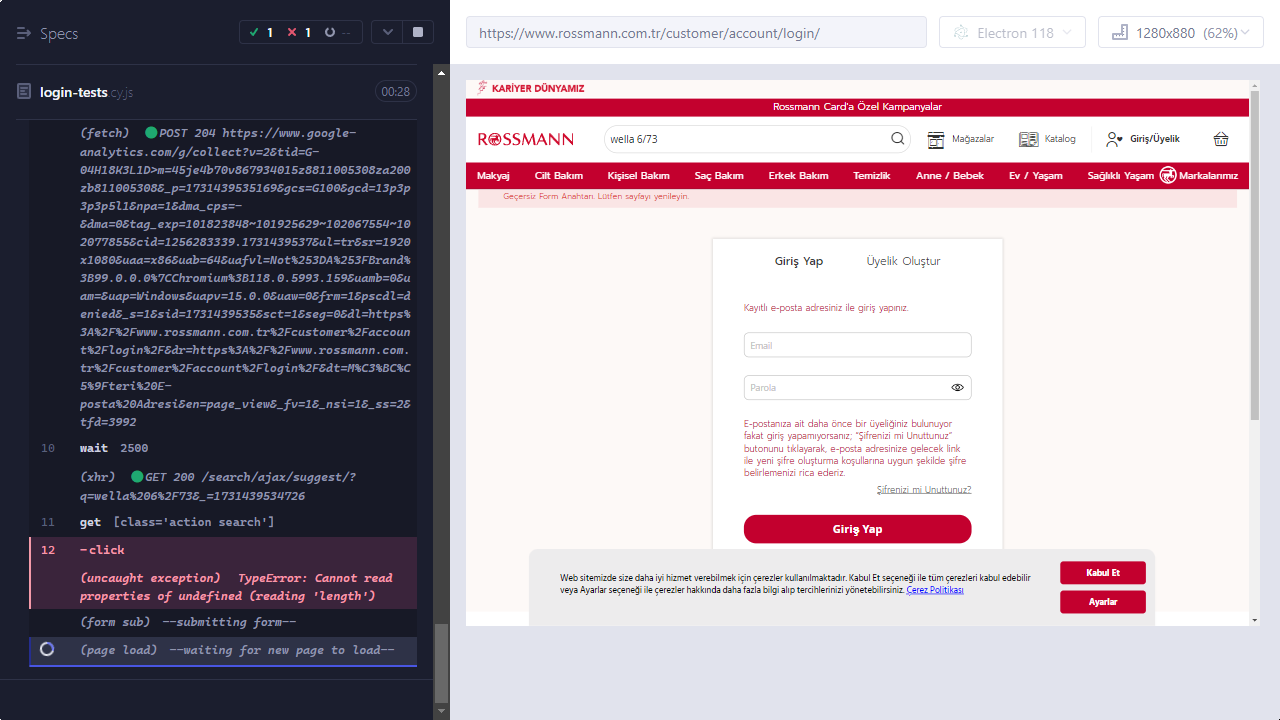 Specs
1
1
--
login-tests.cy.js
00:28
(fetch) POST 204 https://www.google-
analytics.com/g/collect?v=2&tid=G-
04H18K3L1D>m=45je4b70v867934015z8811005308za200
zb811005308&_p=1731439535169&gcs=G100&gcd=13p3p
3p3p5l1&npa=1&dma_cps=-
&dma=0&tag_exp=101823848~101925629~102067554~10
2077855&cid=1256283339.1731439537&ul=tr&sr=1920
x1080&uaa=x86&uab=64&uafvl=Not%253DA%253FBrand%
3B99.0.0.0%7CChromium%3B118.0.5993.159&uamb=0&u
am=&uap=Windows&uapv=15.0.0&uaw=0&frm=1&pscdl=d
enied&_s=1&sid=1731439535&sct=1&seg=0&dl=https%
3A%2F%2Fwww.rossmann.com.tr%2Fcustomer%2Faccoun
t%2Flogin%2F&dr=https%3A%2F%2Fwww.rossmann.com.
tr%2Fcustomer%2Faccount%2Flogin%2F&dt=M%C3%BC%C
5%9Fteri%20E-
posta%20Adresi&en=page_view&_fv=1&_nsi=1&_ss=2&
tfd=3992
10 wait 2500
(xhr) GET 200 /search/ajax/suggest/?
q=wella%206%2F73&_=1731439534726
11 get [class='action search']
12 -click
(uncaught exception) TypeError: Cannot read
properties of undefined (reading 'length')
(form sub) --submitting form--
(page load) --waiting for new page to load--
https://www.rossmann.com.tr/customer/account/login/
Electron 118
1280x880 (62%)
KARİYER DÜNYAMIZ
Rossmann Card'a Özel Kampanyalar
ROSSMANN
wella 6/73
Mağazalar
Katalog
Giriş/Üyelik
Makyaj Cilt Bakım Kişisel Bakım Saç Bakım Erkek Bakım Temizlik Anne / Bebek Ev / Yaşam Sağlıklı Yaşam Markalarımız
Geçersiz Form Anahtarı. Lütfen sayfayı yenileyin.
Giriş Yap Üyelik Oluştur
Kayıtlı e-posta adresiniz ile giriş yapınız.
Email
Parola
E-postanıza ait daha önce bir üyeliğiniz bulunuyor
fakat giriş yapamıyorsanız; “Şifrenizi mi Unuttunuz”
butonunu tıklayarak, e-posta adresinize gelecek link
ile yeni şifre oluşturma koşullarına uygun şekilde şifre
belirlemenizi rica ederiz.
Şifrenizi mi Unuttunuz?
Giriş Yap
Web sitemizde size daha iyi hizmet verebilmek için çerezler kullanılmaktadır. Kabul Et seçeneği ile tüm çerezleri kabul edebilir
veya Ayarlar seçeneği ile çerezler hakkında daha fazla bilgi alıp tercihlerinizi yönetebilirsiniz. Çerez Politikası
Kabul Et
Ayarlar